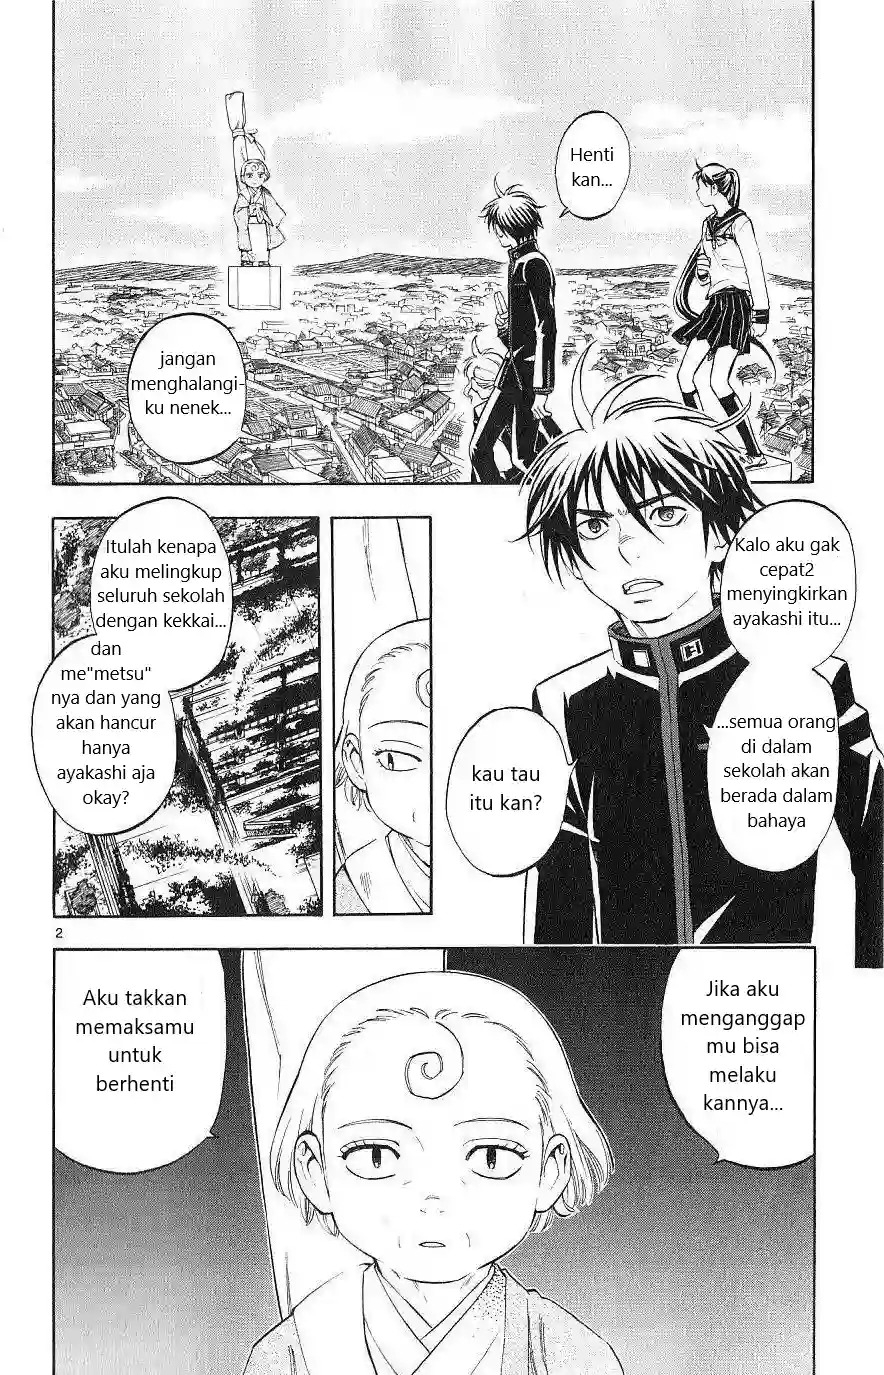 Henti
kan...
jangan
menghalangi-
ku nenek...
Kalo aku gak
cepat2
menyingkirkan
ayakashi itu...
...semua orang
di dalam
sekolah akan
berada dalam
bahaya
kau tau
itu kan?
Itulah kenapa
aku melingkup
seluruh sekolah
dengan kekkai...
dan
me"metsu"
nya dan yang
akan hancur
hanya
ayakashi aja
okay?
2
Jika aku
menganggap
mu bisa
melaku
kannya...
Aku takkan
memaksamu
untuk
berhenti